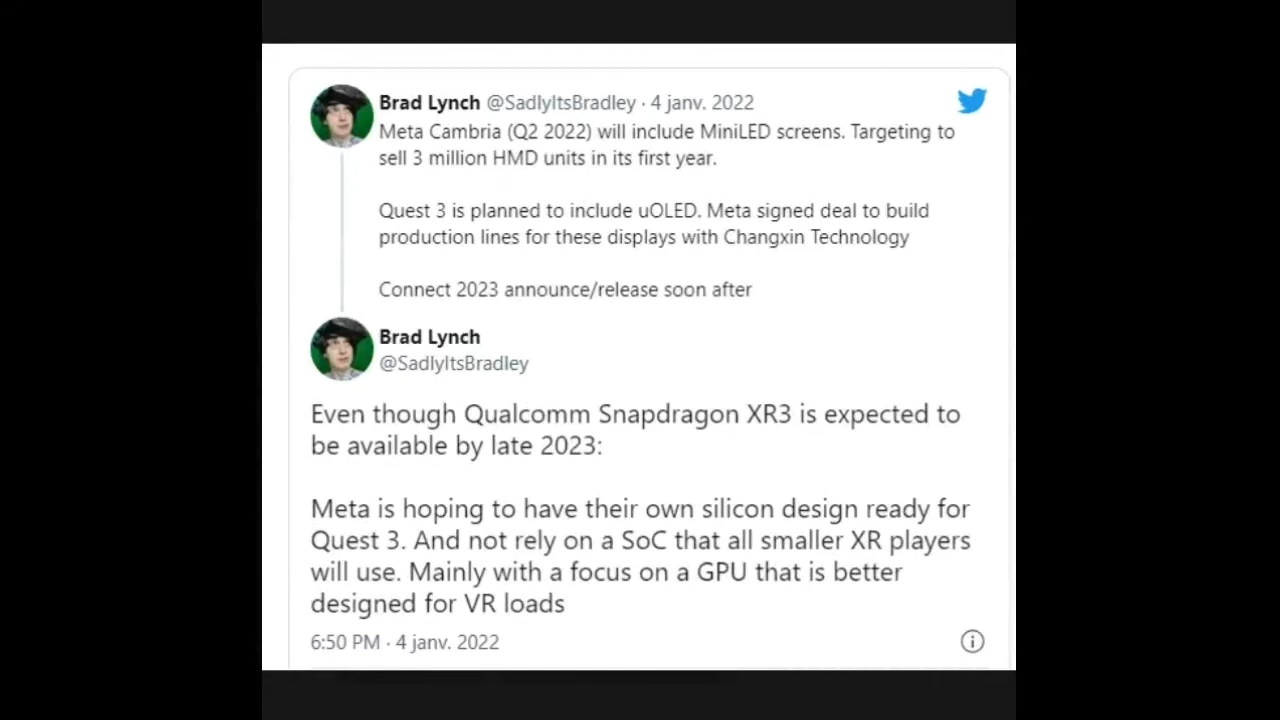 Brad Lynch @SadlyItsBradley · 4 janv. 2022
Meta Cambria (Q2 2022) will include MiniLED screens. Targeting to
sell 3 million HMD units in its first year.
Quest 3 is planned to include uOLED. Meta signed deal to build
production lines for these displays with Changxin Technology
Connect 2023 announce/release soon after
Brad Lynch
@SadlyItsBradley
Even though Qualcomm Snapdragon XR3 is expected to
be available by late 2023:
Meta is hoping to have their own silicon design ready for
Quest 3. And not rely on a SoC that all smaller XR players
will use. Mainly with a focus on a GPU that is better
designed for VR loads
6:50 PM · 4 janv. 2022